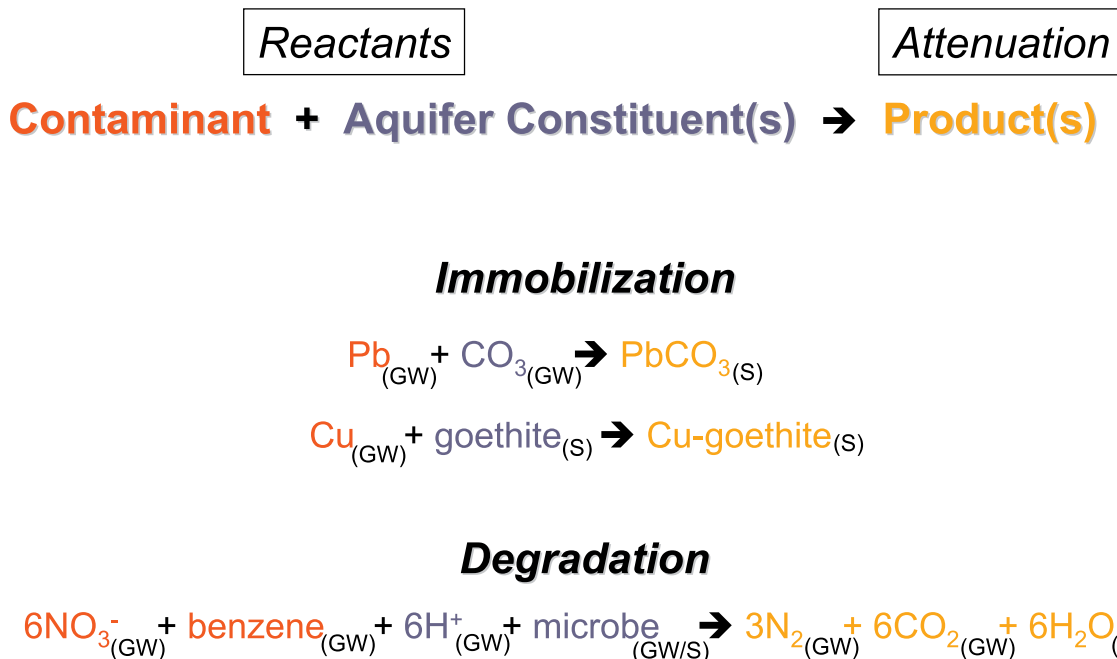 Reactants Attenuation
Contaminant + Aquifer Constituent(s) ➔ Product(s)
Immobilization
Pb(GW) + CO₃(GW) ➔ PbCO₃(S)
Cu(GW) + goethite(S) ➔ Cu-goethite(S)
Degradation
6NO₃⁻(GW) + benzene(GW) + 6H⁺(GW) + microbe(GW/S) ➔ 3N₂(GW) + 6CO₂(GW) + 6H₂O(